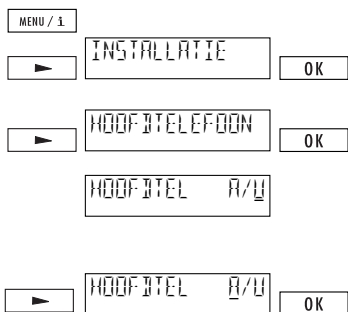 MENU / i
INSTALLATIE
OK
HOOFDTELEFOON
OK
HOOFDTEL A/U
HOOFDTEL A/U
OK